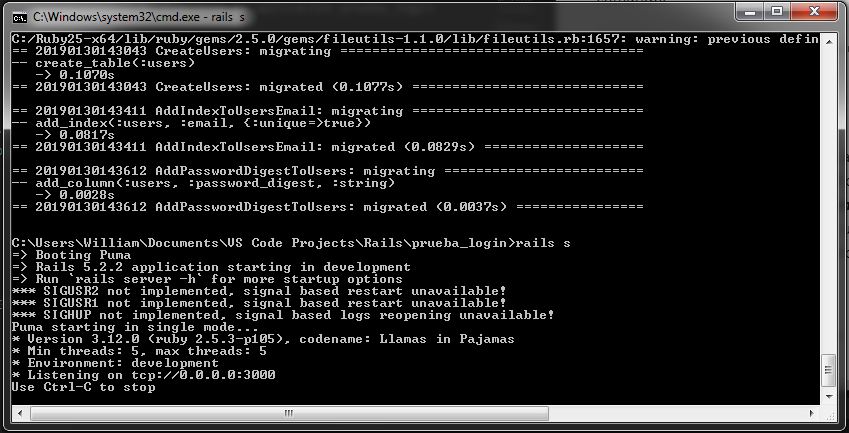 C:\Windows\system32\cmd.exe - rails  s
C:/Ruby25-x64/lib/ruby/gems/2.5.0/gems/fileutils-1.1.0/lib/fileutils.rb:1657: warning: previous defin
== 20190130143043 CreateUsers: migrating ======================================
-- create_table(:users)
   -> 0.1070s
== 20190130143043 CreateUsers: migrated (0.1077s) =============================
== 20190130143411 AddIndexToUsersEmail: migrating =============================
-- add_index(:users, :email, {:unique=>true})
   -> 0.0817s
== 20190130143411 AddIndexToUsersEmail: migrated (0.0829s) ====================
== 20190130143612 AddPasswordDigestToUsers: migrating =========================
-- add_column(:users, :password_digest, :string)
   -> 0.0028s
== 20190130143612 AddPasswordDigestToUsers: migrated (0.0037s) ================
C:\Users\William\Documents\VS Code Projects\Rails\prueba_login>rails s
=> Booting Puma
=> Rails 5.2.2 application starting in development
=> Run `rails server -h` for more startup options
*** SIGUSR2 not implemented, signal based restart unavailable!
*** SIGUSR1 not implemented, signal based restart unavailable!
*** SIGHUP not implemented, signal based logs reopening unavailable!
Puma starting in single mode...
* Version 3.12.0 (ruby 2.5.3-p105), codename: Llamas in Pajamas
* Min threads: 5, max threads: 5
* Environment: development
* Listening on tcp://0.0.0.0:3000
Use Ctrl-C to stop